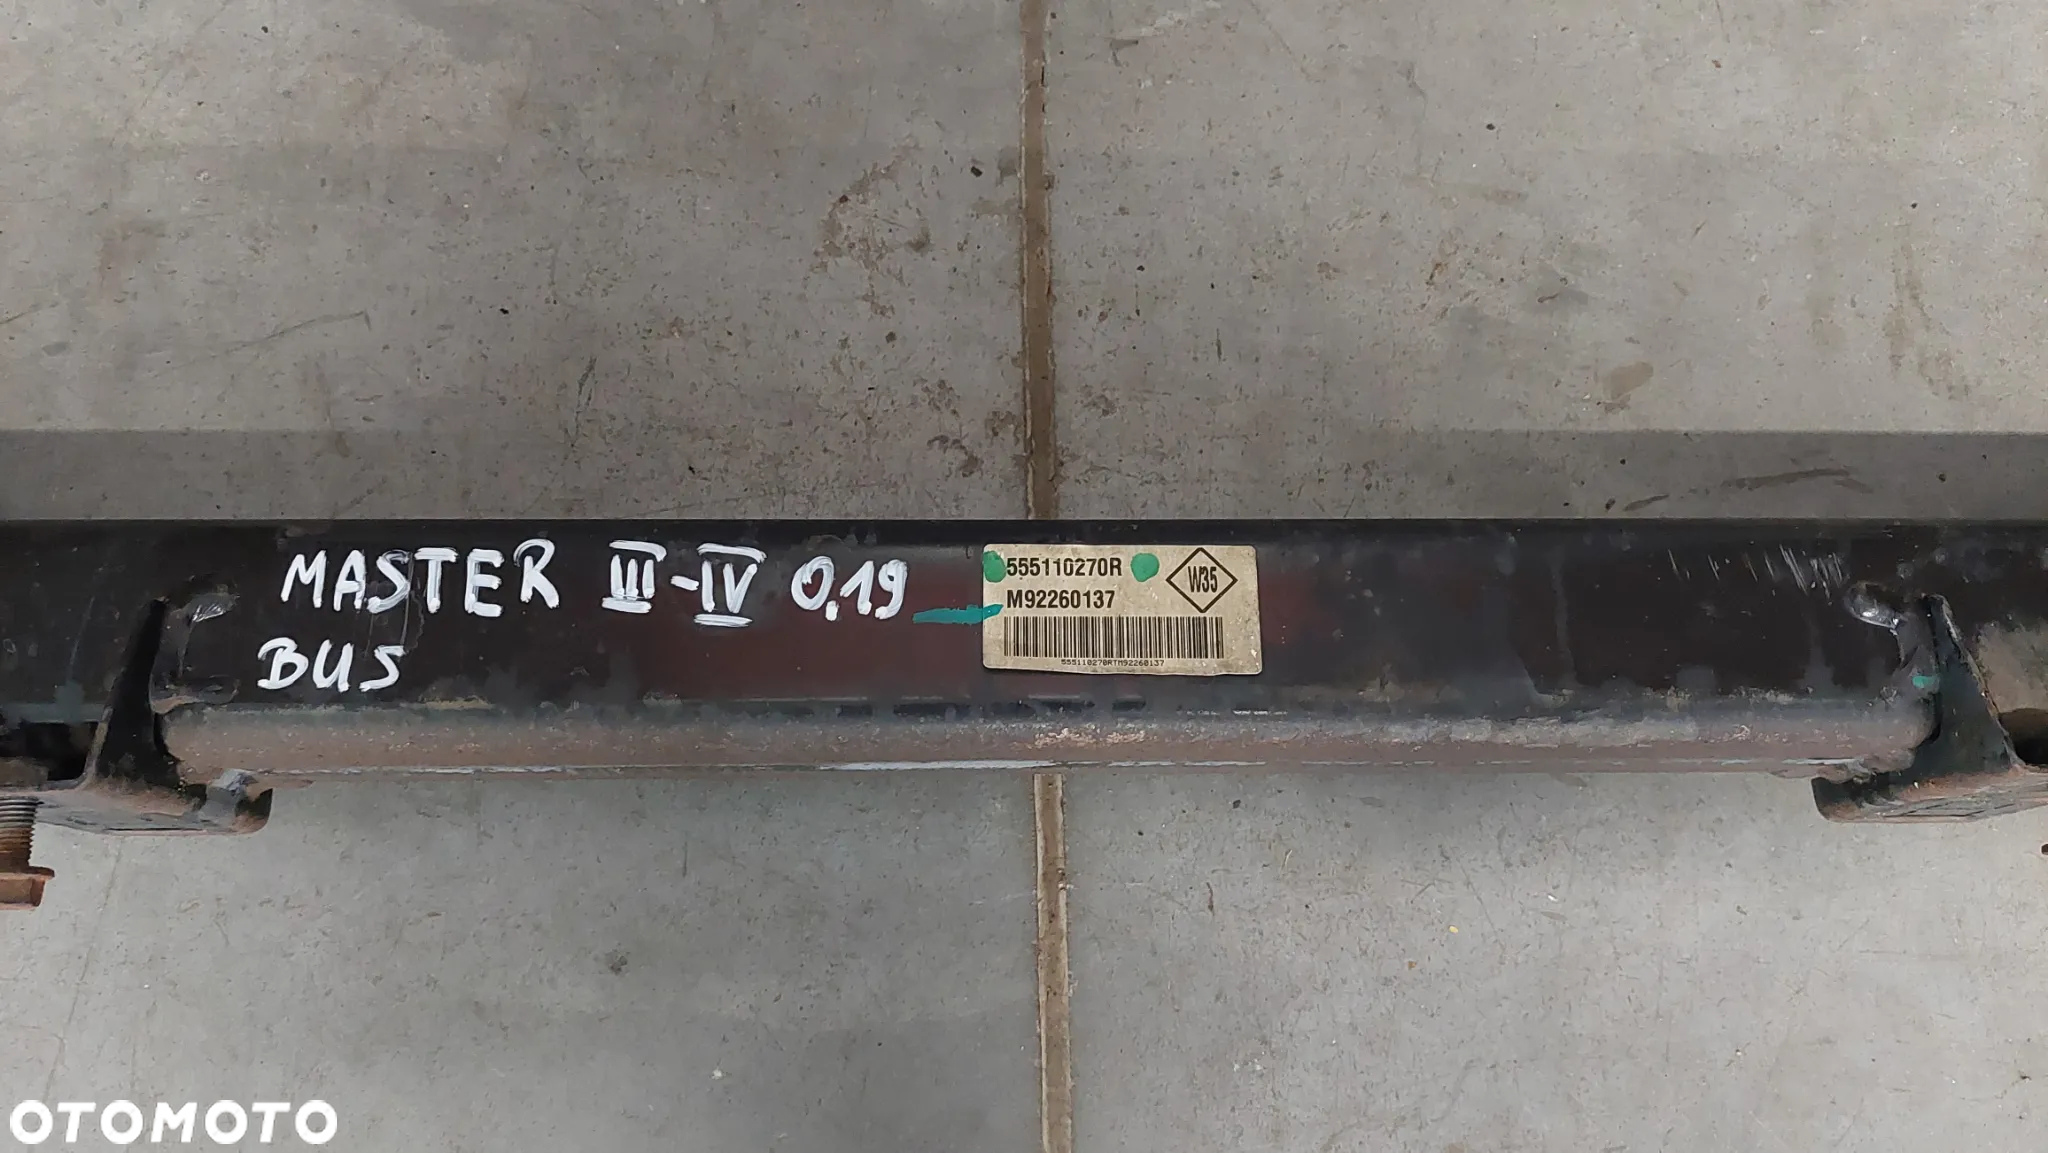 MASTER III-IV 0,19
BUS
555110270R
M92260137
W35
555110270RTM92260137
OTOMOTO